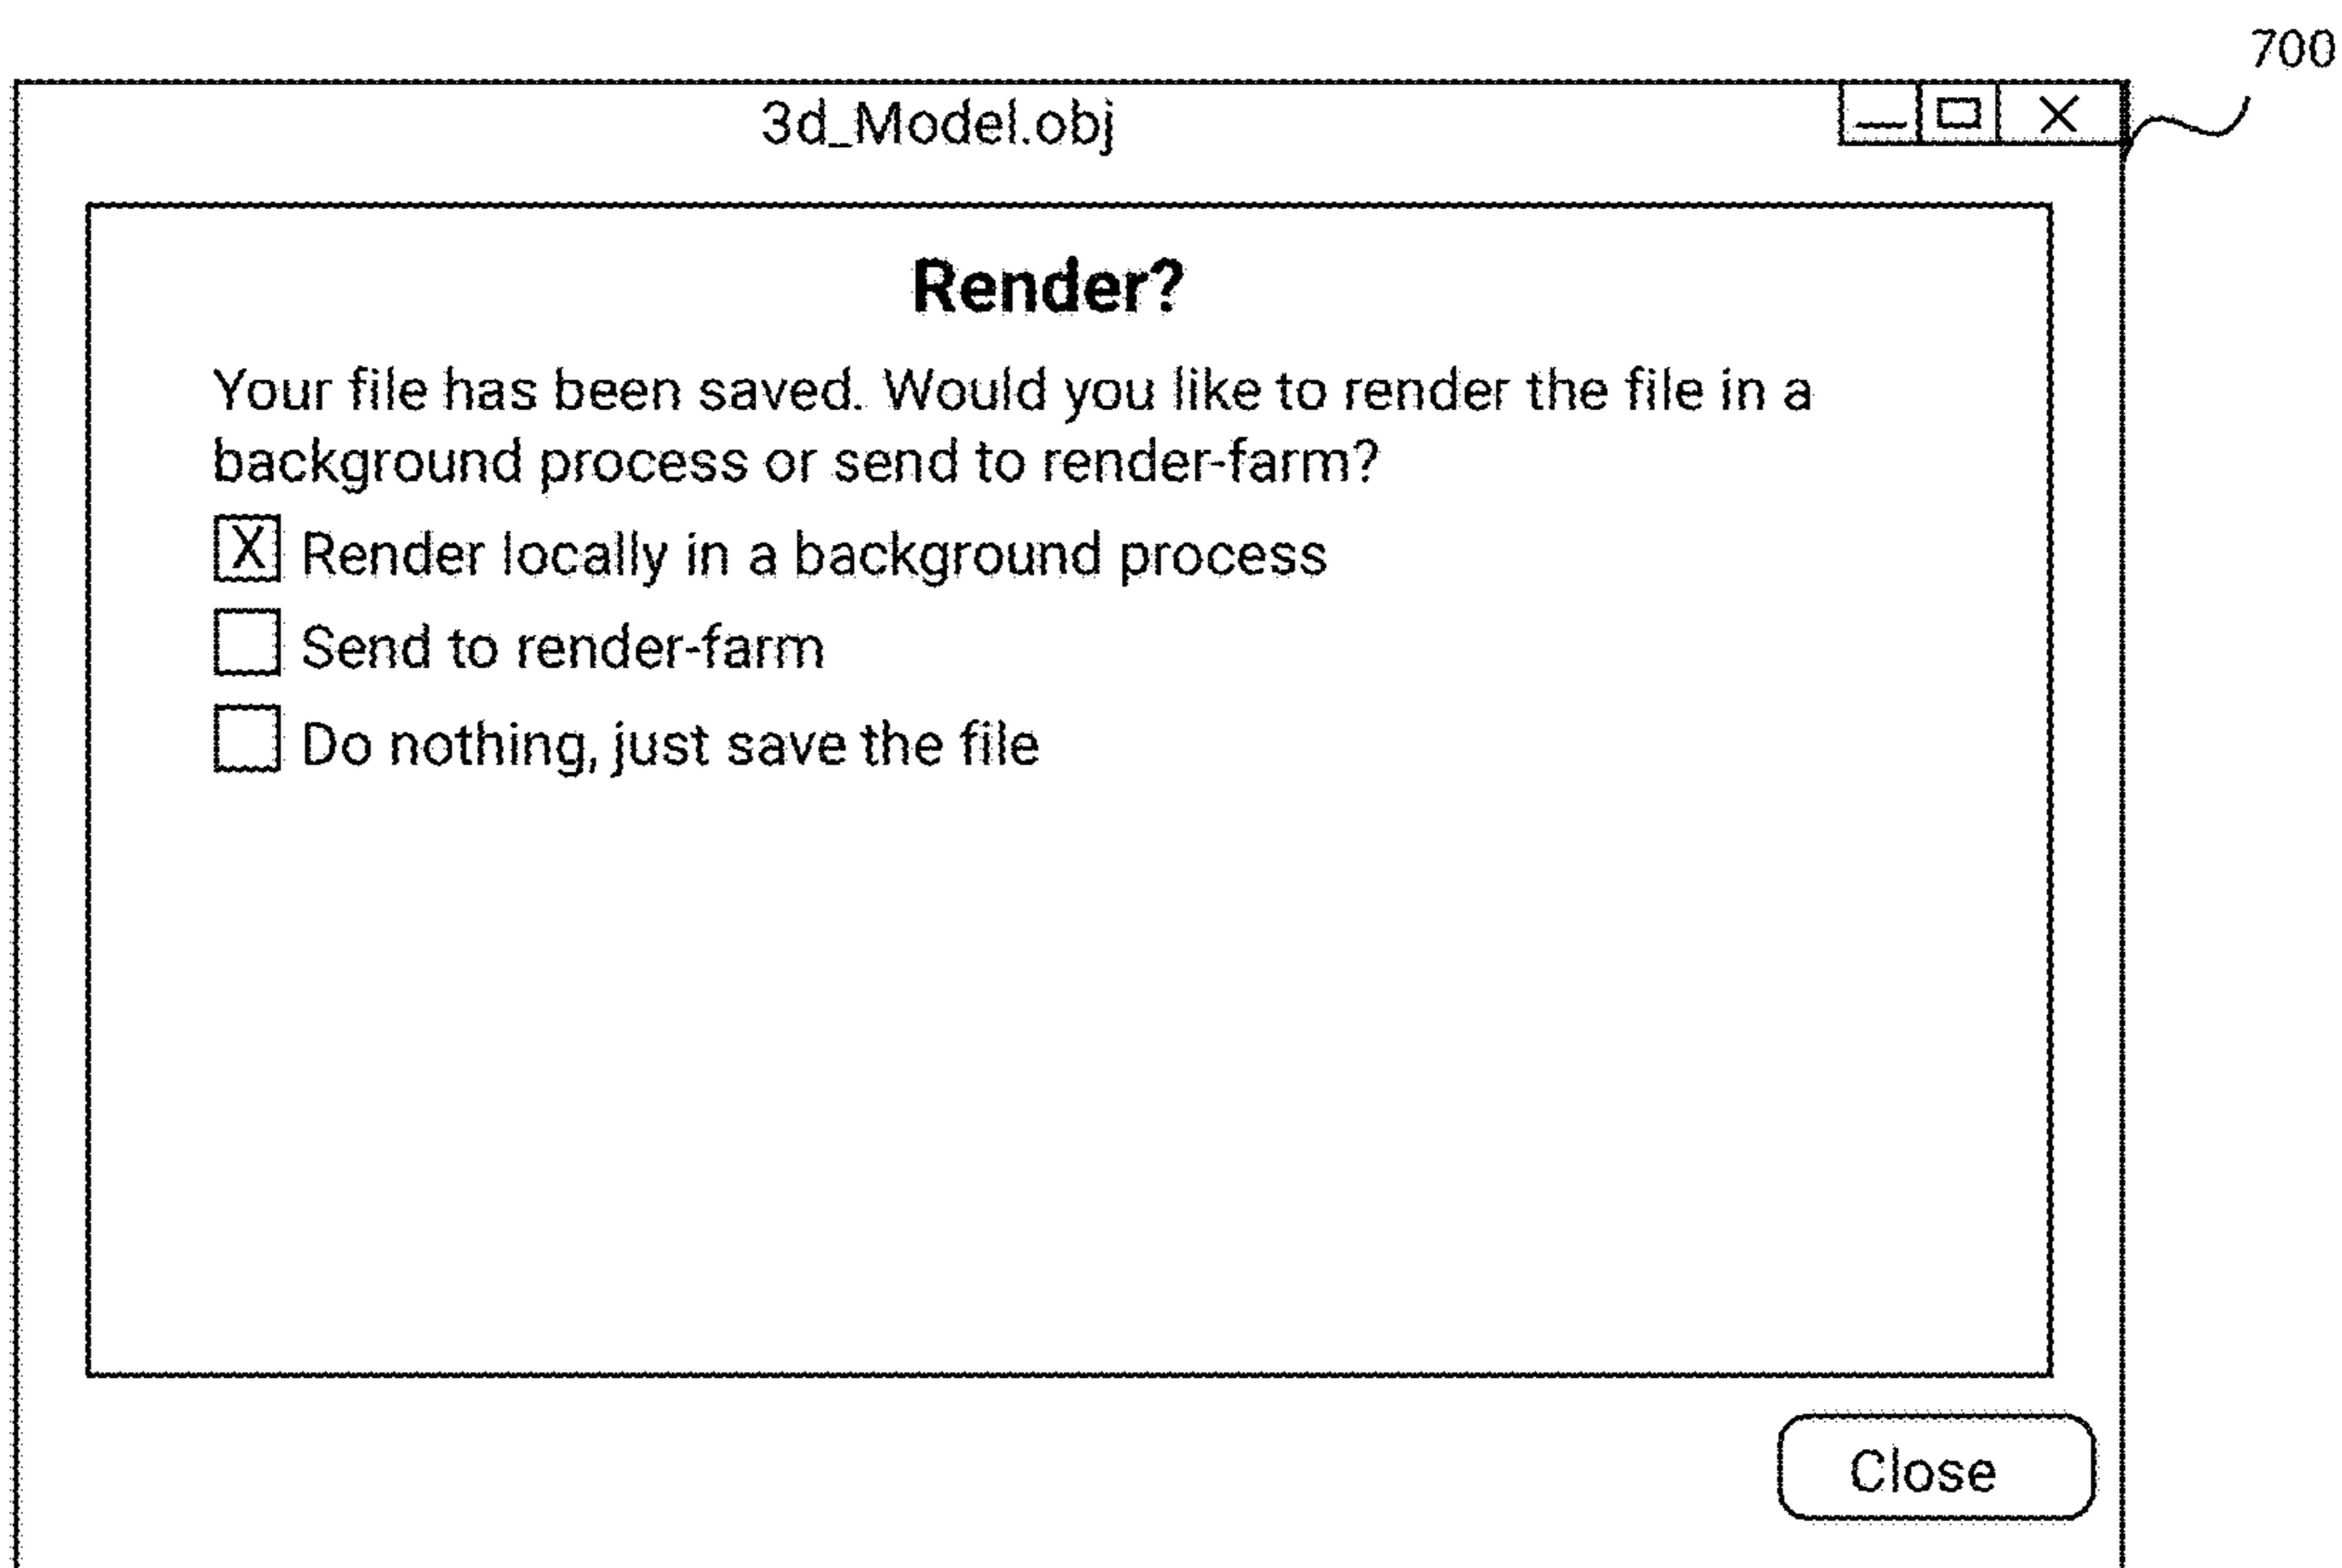 700
3d_Model.obj
Render?
Your file has been saved. Would you like to render the file in a
background process or send to render-farm?
X Render locally in a background process
Send to render-farm
Do nothing, just save the file
Close